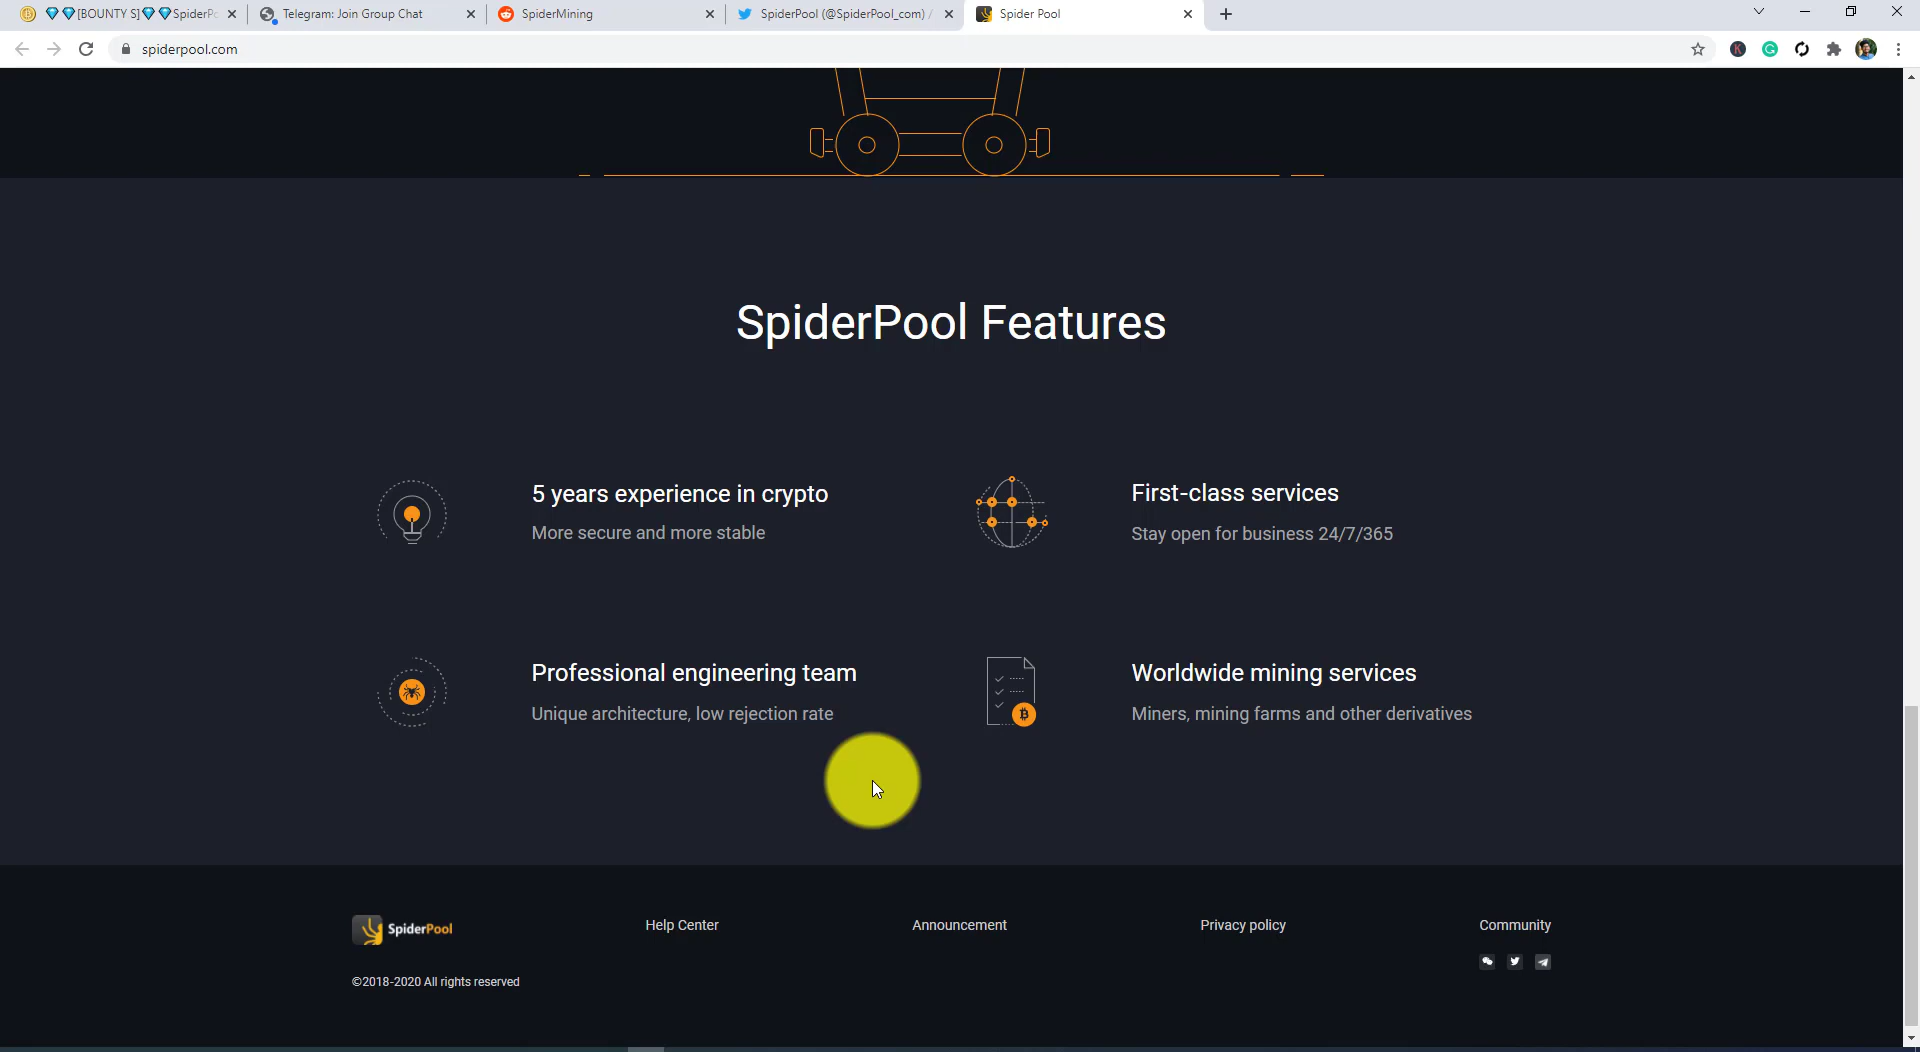 [BOUNTY S] SpiderPo
Telegram: Join Group Chat
SpiderMining
SpiderPool (@SpiderPool_com) /
Spider Pool
spiderpool.com
SpiderPool Features
5 years experience in crypto
More secure and more stable
First-class services
Stay open for business 24/7/365
Professional engineering team
Unique architecture, low rejection rate
Worldwide mining services
Miners, mining farms and other derivatives
SpiderPool
Help Center
Announcement
Privacy policy
Community
©2018-2020 All rights reserved